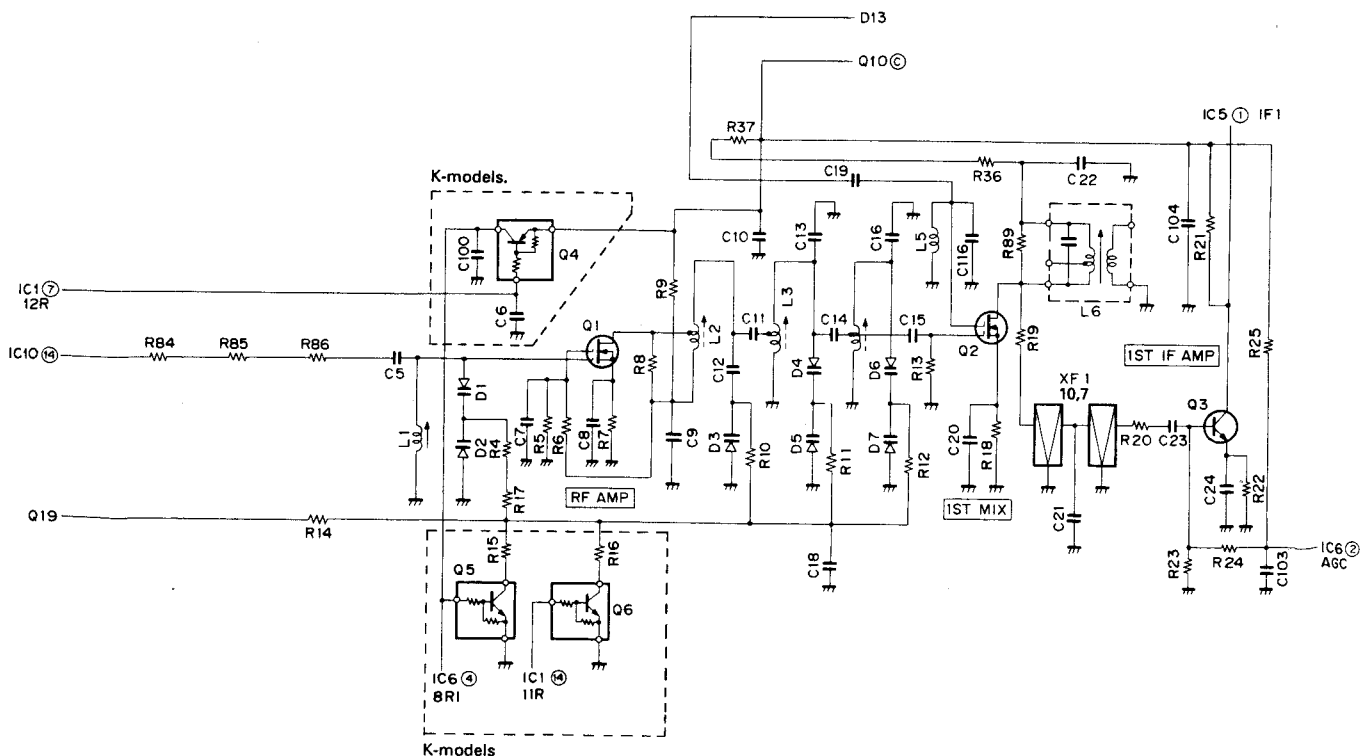 D13
Q10 Ⓒ
IC5 ① IF1
R37
R36
C19
C22
K-models.
C13
C16
L5
C116
C10
C104
R21
R89
C100
Q4
L6
IC1 ⑦
12R
C6
R9
L3
Q1
L2
C11
C14
C15
R19
R25
1ST IF AMP
IC10 ⑭
R84
R85
R86
C5
R8
C12
D4
D6
R13
Q2
D1
XF 1
10,7
Q3
L1
D2
R4
C7
R5
R6
C8
R7
C9
D3
R10
D5
R11
D7
R12
C20
R18
R20
C23
R17
RF AMP
1ST MIX
C24
R22
C21
Q19
R14
R15
R16
C18
R23
R24
C103
IC6 ②
AGC
Q5
Q6
IC6 ④
8R1
IC1 ⑭
11R
K-models